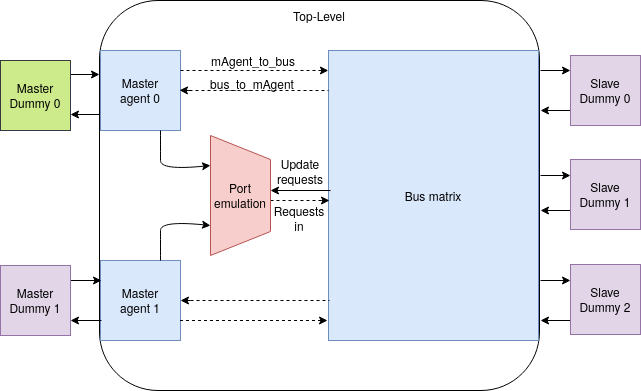 Top-Level
Master
Dummy 0
Master
agent 0
mAgent_to_bus
bus_to_mAgent
Slave
Dummy 0
Port
emulation
Update
requests
Requests
in
Bus matrix
Slave
Dummy 1
Master
Dummy 1
Master
agent 1
Slave
Dummy 2